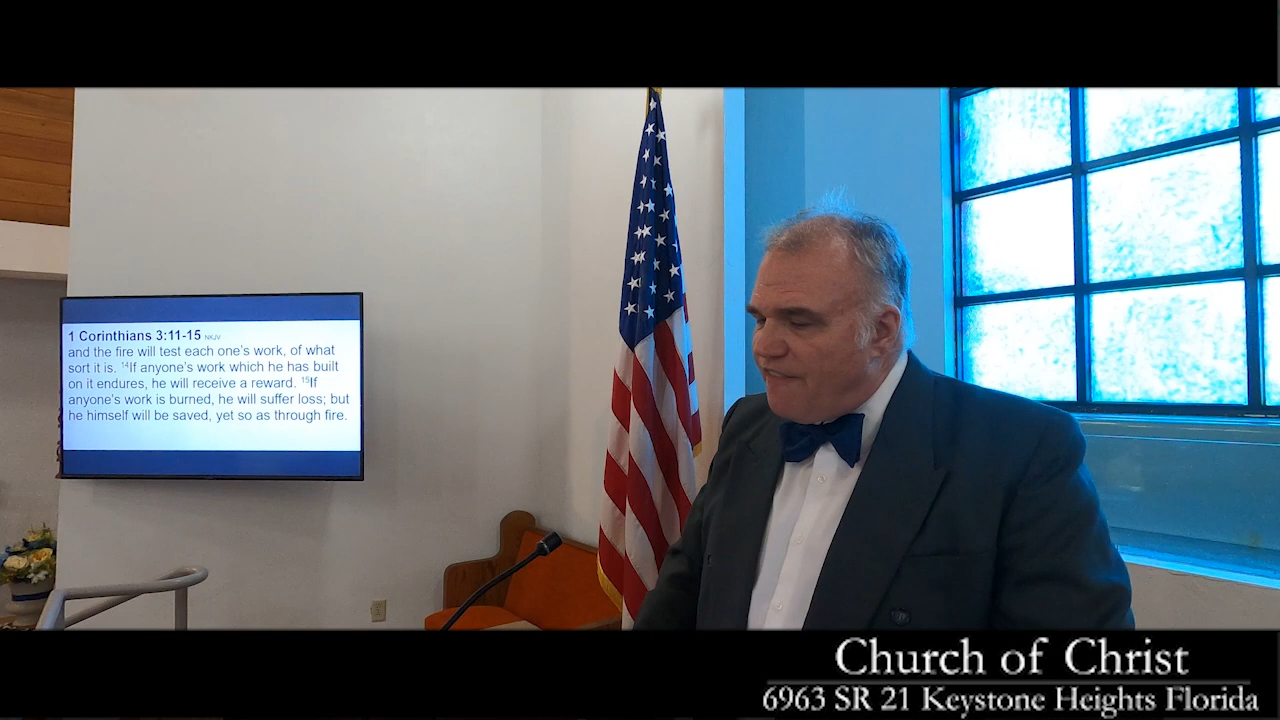 1 Corinthians 3:11-15 NKJV
and the fire will test each one's work, of what
sort it is. ¹⁴If anyone's work which he has built
on it endures, he will receive a reward. ¹⁵If
anyone's work is burned, he will suffer loss; but
he himself will be saved, yet so as through fire.
Church of Christ
6963 SR 21 Keystone Heights Florida